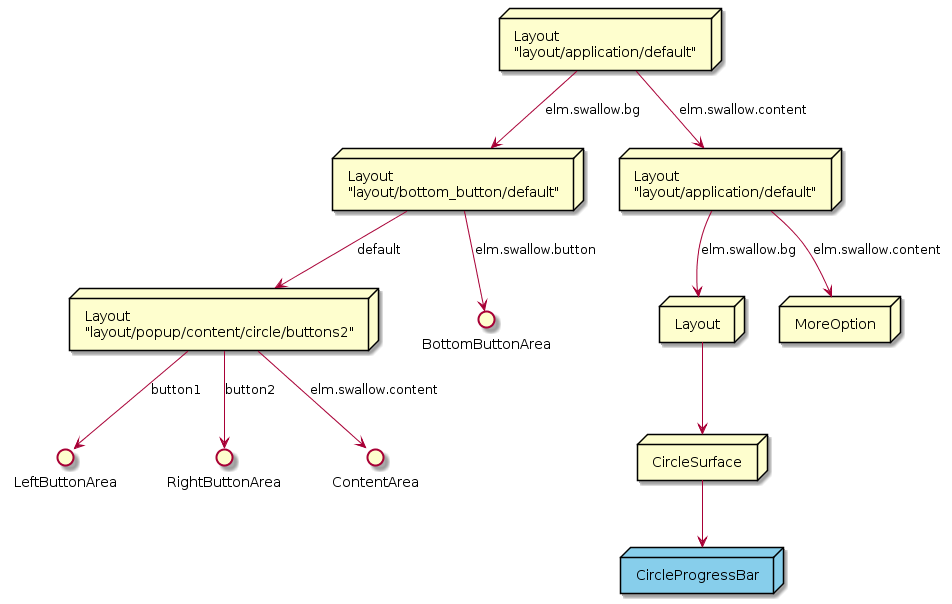 Layout
"layout/application/default"
elm.swallow.bg
elm.swallow.content
Layout
"layout/bottom_button/default"
Layout
"layout/application/default"
default
elm.swallow.button
elm.swallow.bg
elm.swallow.content
Layout
"layout/popup/content/circle/buttons2"
BottomButtonArea
Layout
MoreOption
button1
button2
elm.swallow.content
LeftButtonArea
RightButtonArea
ContentArea
CircleSurface
CircleProgressBar